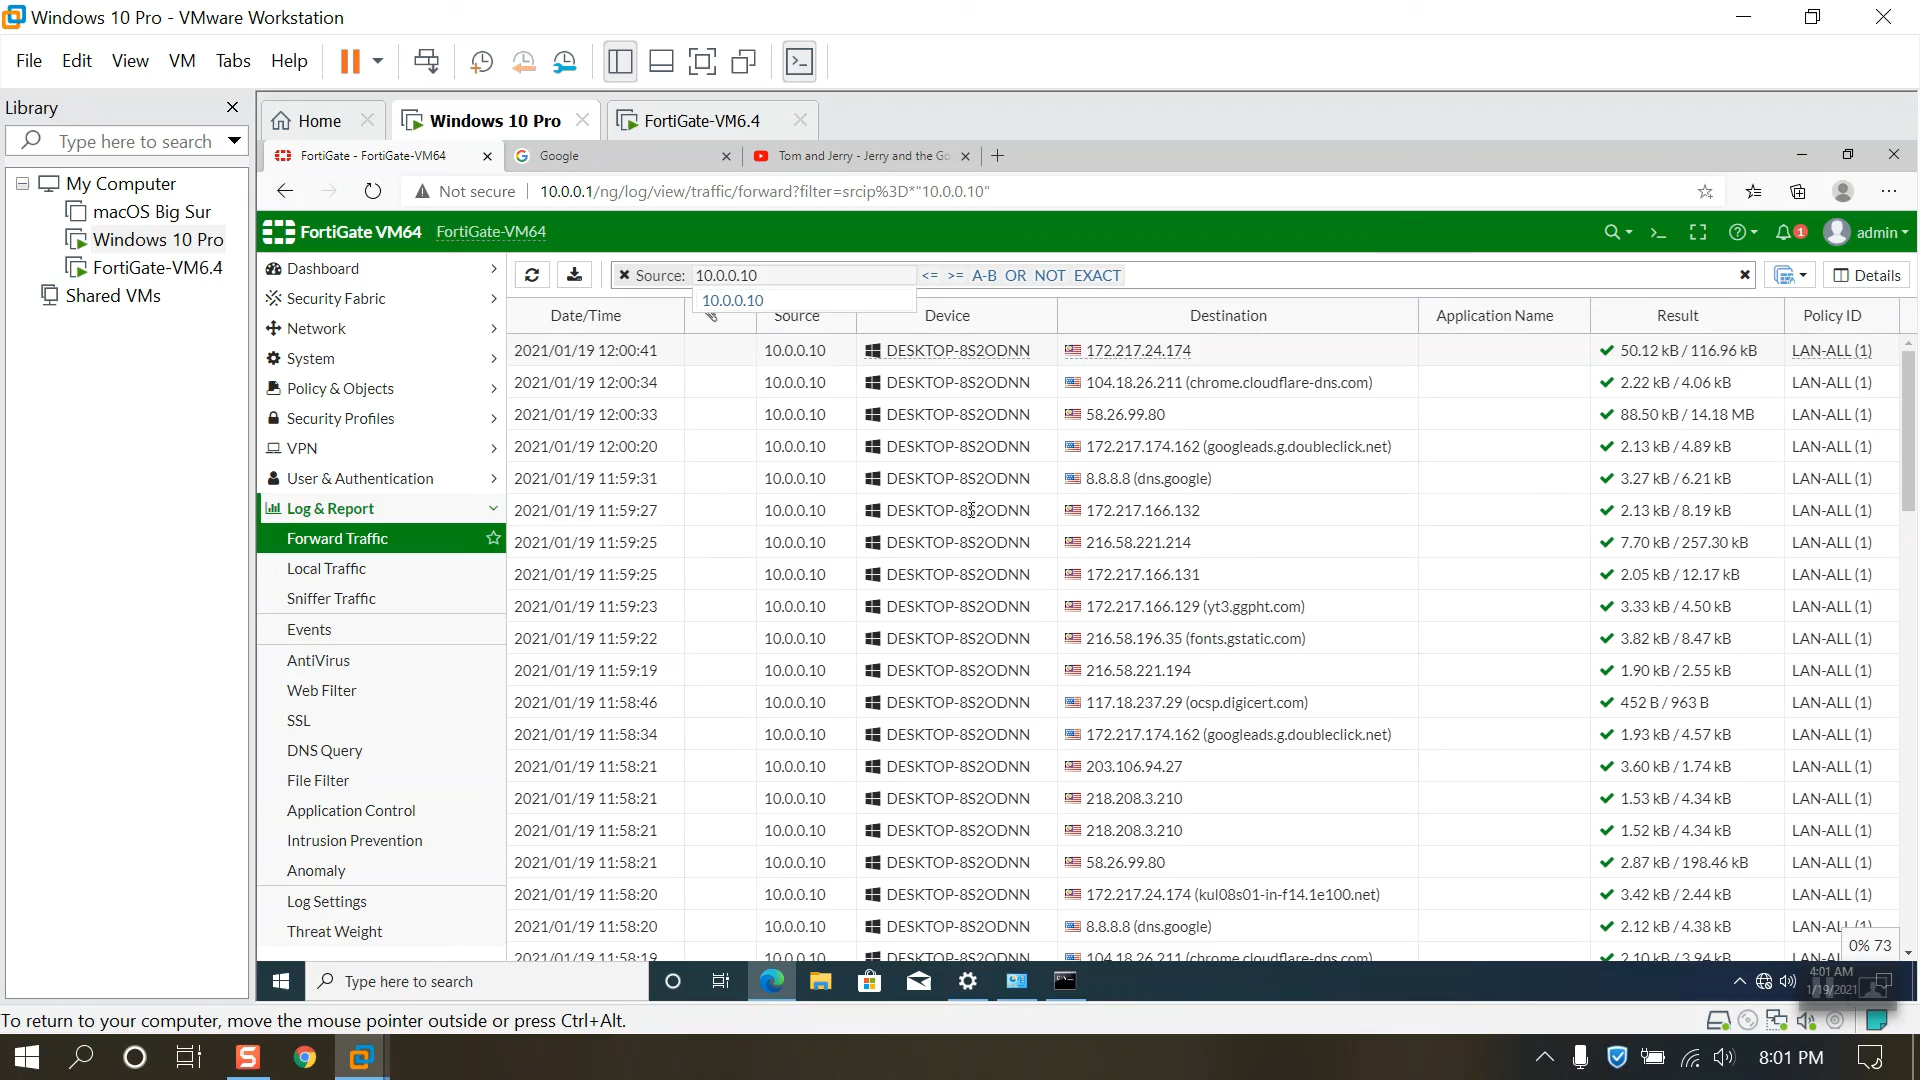 Windows 10 Pro - VMware Workstation
File Edit View VM Tabs Help
Library
Type here to search
My Computer
macOS Big Sur
Windows 10 Pro
FortiGate-VM6.4
Shared VMs
Home
Windows 10 Pro
FortiGate-VM6.4
FortiGate - FortiGate-VM64
Google
Tom and Jerry - Jerry and the Go
Not secure 10.0.0.1/ng/log/view/traffic/forward?filter=srcip%3D*"10.0.0.10"
FortiGate VM64 FortiGate-VM64
1 admin
Dashboard
Security Fabric
Network
System
Policy & Objects
Security Profiles
VPN
User & Authentication
Log & Report
Forward Traffic
Local Traffic
Sniffer Traffic
Events
AntiVirus
Web Filter
SSL
DNS Query
File Filter
Application Control
Intrusion Prevention
Anomaly
Log Settings
Threat Weight
Source: 10.0.0.10 <= >= A-B OR NOT EXACT
Details
10.0.0.10
Date/Time Source Device Destination Application Name Result Policy ID
2021/01/19 12:00:41 10.0.0.10 DESKTOP-8S2ODNN 172.217.24.174 50.12 kB / 116.96 kB LAN-ALL (1)
2021/01/19 12:00:34 10.0.0.10 DESKTOP-8S2ODNN 104.18.26.211 (chrome.cloudflare-dns.com) 2.22 kB / 4.06 kB LAN-ALL (1)
2021/01/19 12:00:33 10.0.0.10 DESKTOP-8S2ODNN 58.26.99.80 88.50 kB / 14.18 MB LAN-ALL (1)
2021/01/19 12:00:20 10.0.0.10 DESKTOP-8S2ODNN 172.217.174.162 (googleads.g.doubleclick.net) 2.13 kB / 4.89 kB LAN-ALL (1)
2021/01/19 11:59:31 10.0.0.10 DESKTOP-8S2ODNN 8.8.8.8 (dns.google) 3.27 kB / 6.21 kB LAN-ALL (1)
2021/01/19 11:59:27 10.0.0.10 DESKTOP-8S2ODNN 172.217.166.132 2.13 kB / 8.19 kB LAN-ALL (1)
2021/01/19 11:59:25 10.0.0.10 DESKTOP-8S2ODNN 216.58.221.214 7.70 kB / 257.30 kB LAN-ALL (1)
2021/01/19 11:59:25 10.0.0.10 DESKTOP-8S2ODNN 172.217.166.131 2.05 kB / 12.17 kB LAN-ALL (1)
2021/01/19 11:59:23 10.0.0.10 DESKTOP-8S2ODNN 172.217.166.129 (yt3.ggpht.com) 3.33 kB / 4.50 kB LAN-ALL (1)
2021/01/19 11:59:22 10.0.0.10 DESKTOP-8S2ODNN 216.58.196.35 (fonts.gstatic.com) 3.82 kB / 8.47 kB LAN-ALL (1)
2021/01/19 11:59:19 10.0.0.10 DESKTOP-8S2ODNN 216.58.221.194 1.90 kB / 2.55 kB LAN-ALL (1)
2021/01/19 11:58:46 10.0.0.10 DESKTOP-8S2ODNN 117.18.237.29 (ocsp.digicert.com) 452 B / 963 B LAN-ALL (1)
2021/01/19 11:58:34 10.0.0.10 DESKTOP-8S2ODNN 172.217.174.162 (googleads.g.doubleclick.net) 1.93 kB / 4.57 kB LAN-ALL (1)
2021/01/19 11:58:21 10.0.0.10 DESKTOP-8S2ODNN 203.106.94.27 3.60 kB / 1.74 kB LAN-ALL (1)
2021/01/19 11:58:21 10.0.0.10 DESKTOP-8S2ODNN 218.208.3.210 1.53 kB / 4.34 kB LAN-ALL (1)
2021/01/19 11:58:21 10.0.0.10 DESKTOP-8S2ODNN 218.208.3.210 1.52 kB / 4.34 kB LAN-ALL (1)
2021/01/19 11:58:21 10.0.0.10 DESKTOP-8S2ODNN 58.26.99.80 2.87 kB / 198.46 kB LAN-ALL (1)
2021/01/19 11:58:20 10.0.0.10 DESKTOP-8S2ODNN 172.217.24.174 (kul08s01-in-f14.1e100.net) 3.42 kB / 2.44 kB LAN-ALL (1)
2021/01/19 11:58:20 10.0.0.10 DESKTOP-8S2ODNN 8.8.8.8 (dns.google) 2.12 kB / 4.38 kB LAN-ALL (1)
2021/01/19 11:58:19 10.0.0.10 DESKTOP-8S2ODNN 104.18.26.211 (chrome.cloudflare-dns.com) 2.10 kB / 3.94 kB LAN-AL
0% 73
Type here to search
4:01 AM
1/19/2021
To return to your computer, move the mouse pointer outside or press Ctrl+Alt.
8:01 PM